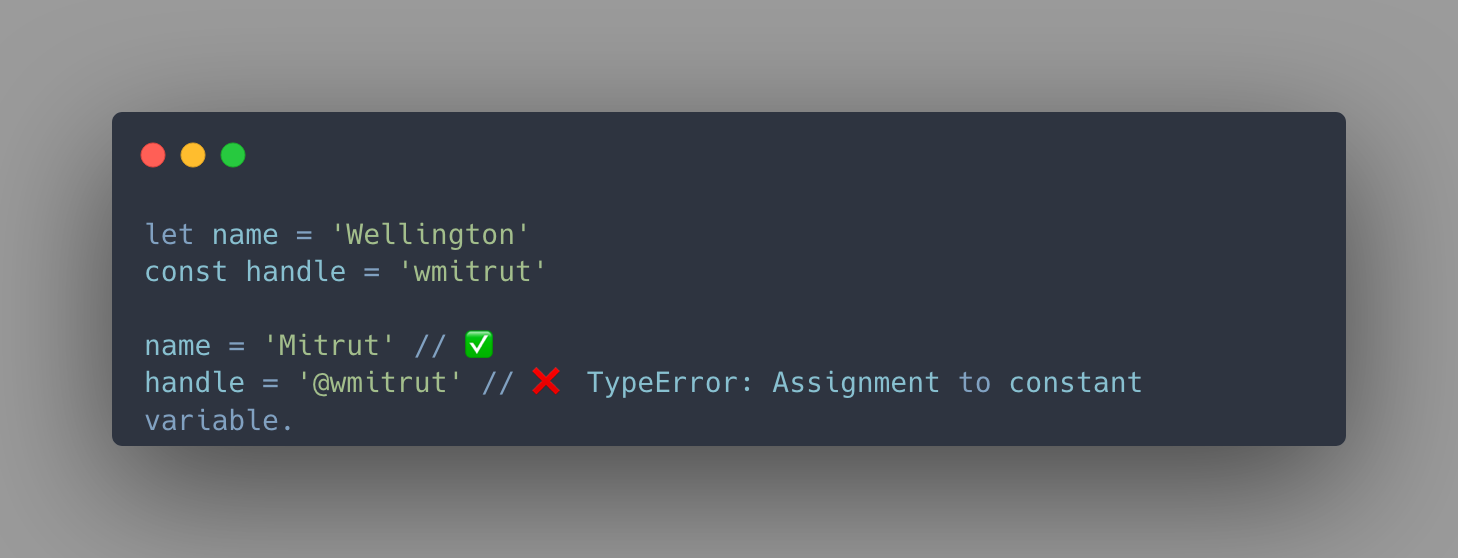 let name = 'Wellington'
const handle = 'wmitrut'
name = 'Mitrut' // ✅
handle = '@wmitrut' // ❌ TypeError: Assignment to constant
variable.